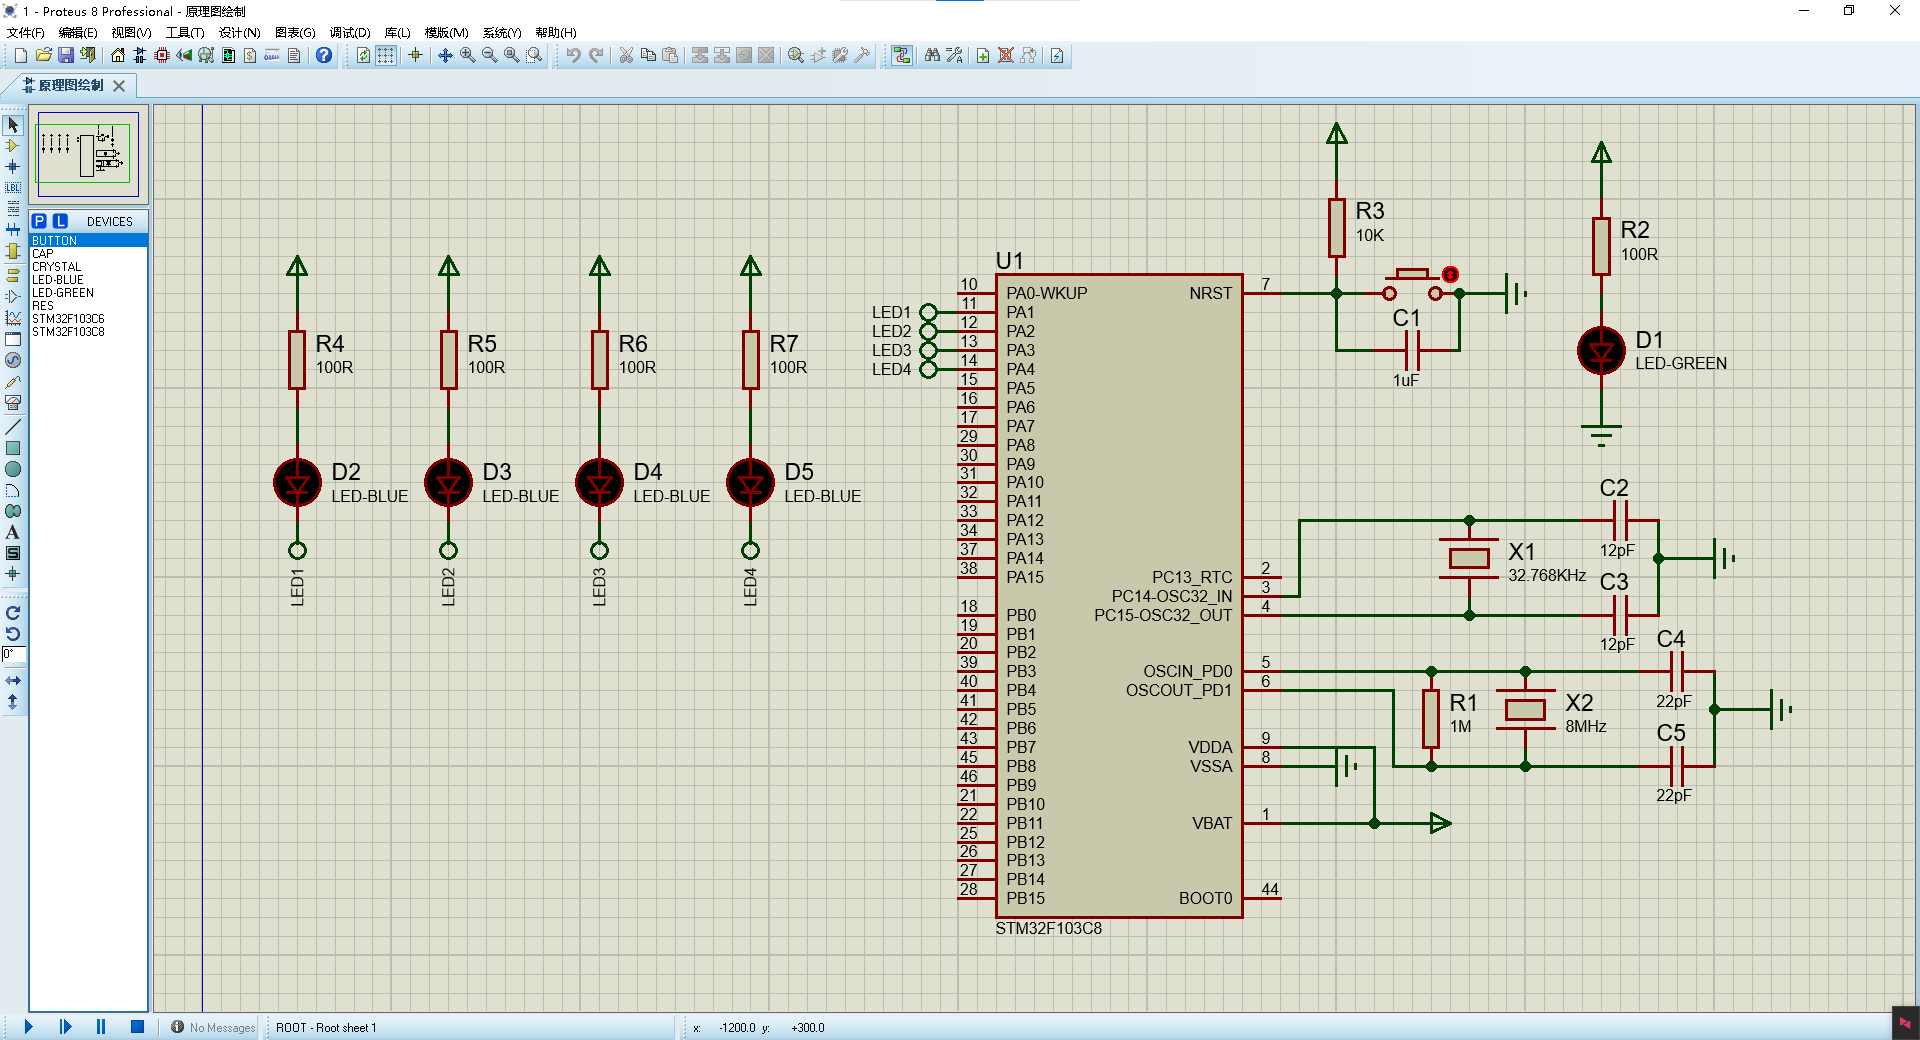 1 - Proteus 8 Professional - 原理图绘制
文件(F) 编辑(E) 视图(V) 工具(T) 设计(N) 图表(G) 调试(D) 库(L) 模版(M) 系统(Y) 帮助(H)
原理图绘制
P L DEVICES
BUTTON
CAP
CRYSTAL
LED-BLUE
LED-GREEN
RES
STM32F103C6
STM32F103C8
LBL
A
S
0°
R4
100R
R5
100R
R6
100R
R7
100R
D2
LED-BLUE
D3
LED-BLUE
D4
LED-BLUE
D5
LED-BLUE
LED1
LED2
LED3
LED4
U1
LED1
LED2
LED3
LED4
10 PA0-WKUP
11 PA1
12 PA2
13 PA3
14 PA4
15 PA5
16 PA6
17 PA7
29 PA8
30 PA9
31 PA10
32 PA11
33 PA12
34 PA13
37 PA14
38 PA15
18 PB0
19 PB1
20 PB2
39 PB3
40 PB4
41 PB5
42 PB6
43 PB7
45 PB8
46 PB9
21 PB10
22 PB11
25 PB12
26 PB13
27 PB14
28 PB15
NRST 7
PC13_RTC 2
PC14-OSC32_IN 3
PC15-OSC32_OUT 4
OSCIN_PD0 5
OSCOUT_PD1 6
VDDA 9
VSSA 8
VBAT 1
BOOT0 44
STM32F103C8
R3
10K
C1
1uF
R2
100R
D1
LED-GREEN
C2
12pF
X1
32.768KHz
C3
12pF
C4
22pF
R1
1M
X2
8MHz
C5
22pF
No Messages
ROOT - Root sheet 1
x: -1200.0 y: +300.0